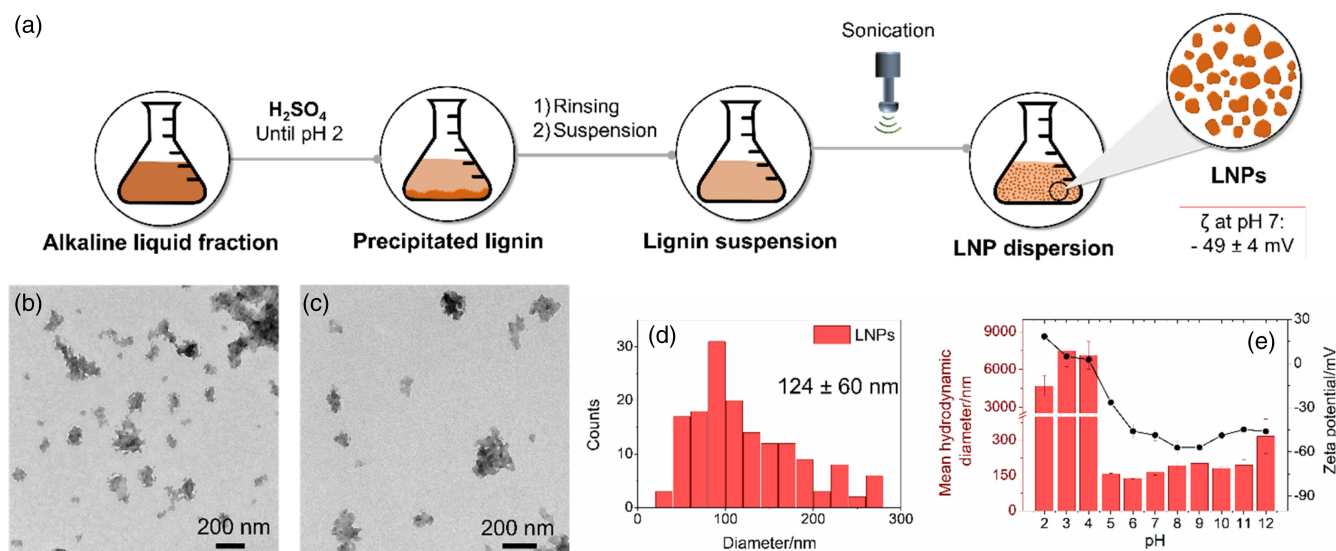 (a)
Sonication
H₂SO₄
Until pH 2
1) Rinsing
2) Suspension
Alkaline liquid fraction
Precipitated lignin
Lignin suspension
LNP dispersion
LNPs
ζ at pH 7:
- 49 ± 4 mV
(b)
200 nm
(c)
200 nm
(d)
LNPs
124 ± 60 nm
Counts
30
20
10
0
0
100
200
300
Diameter/nm
(e)
Mean hydrodynamic
diameter/nm
9000
7000
5000
3000
300
150
0
30
0
-30
-60
-90
Zeta potential/mV
2 3 4 5 6 7 8 9 10 11 12
pH